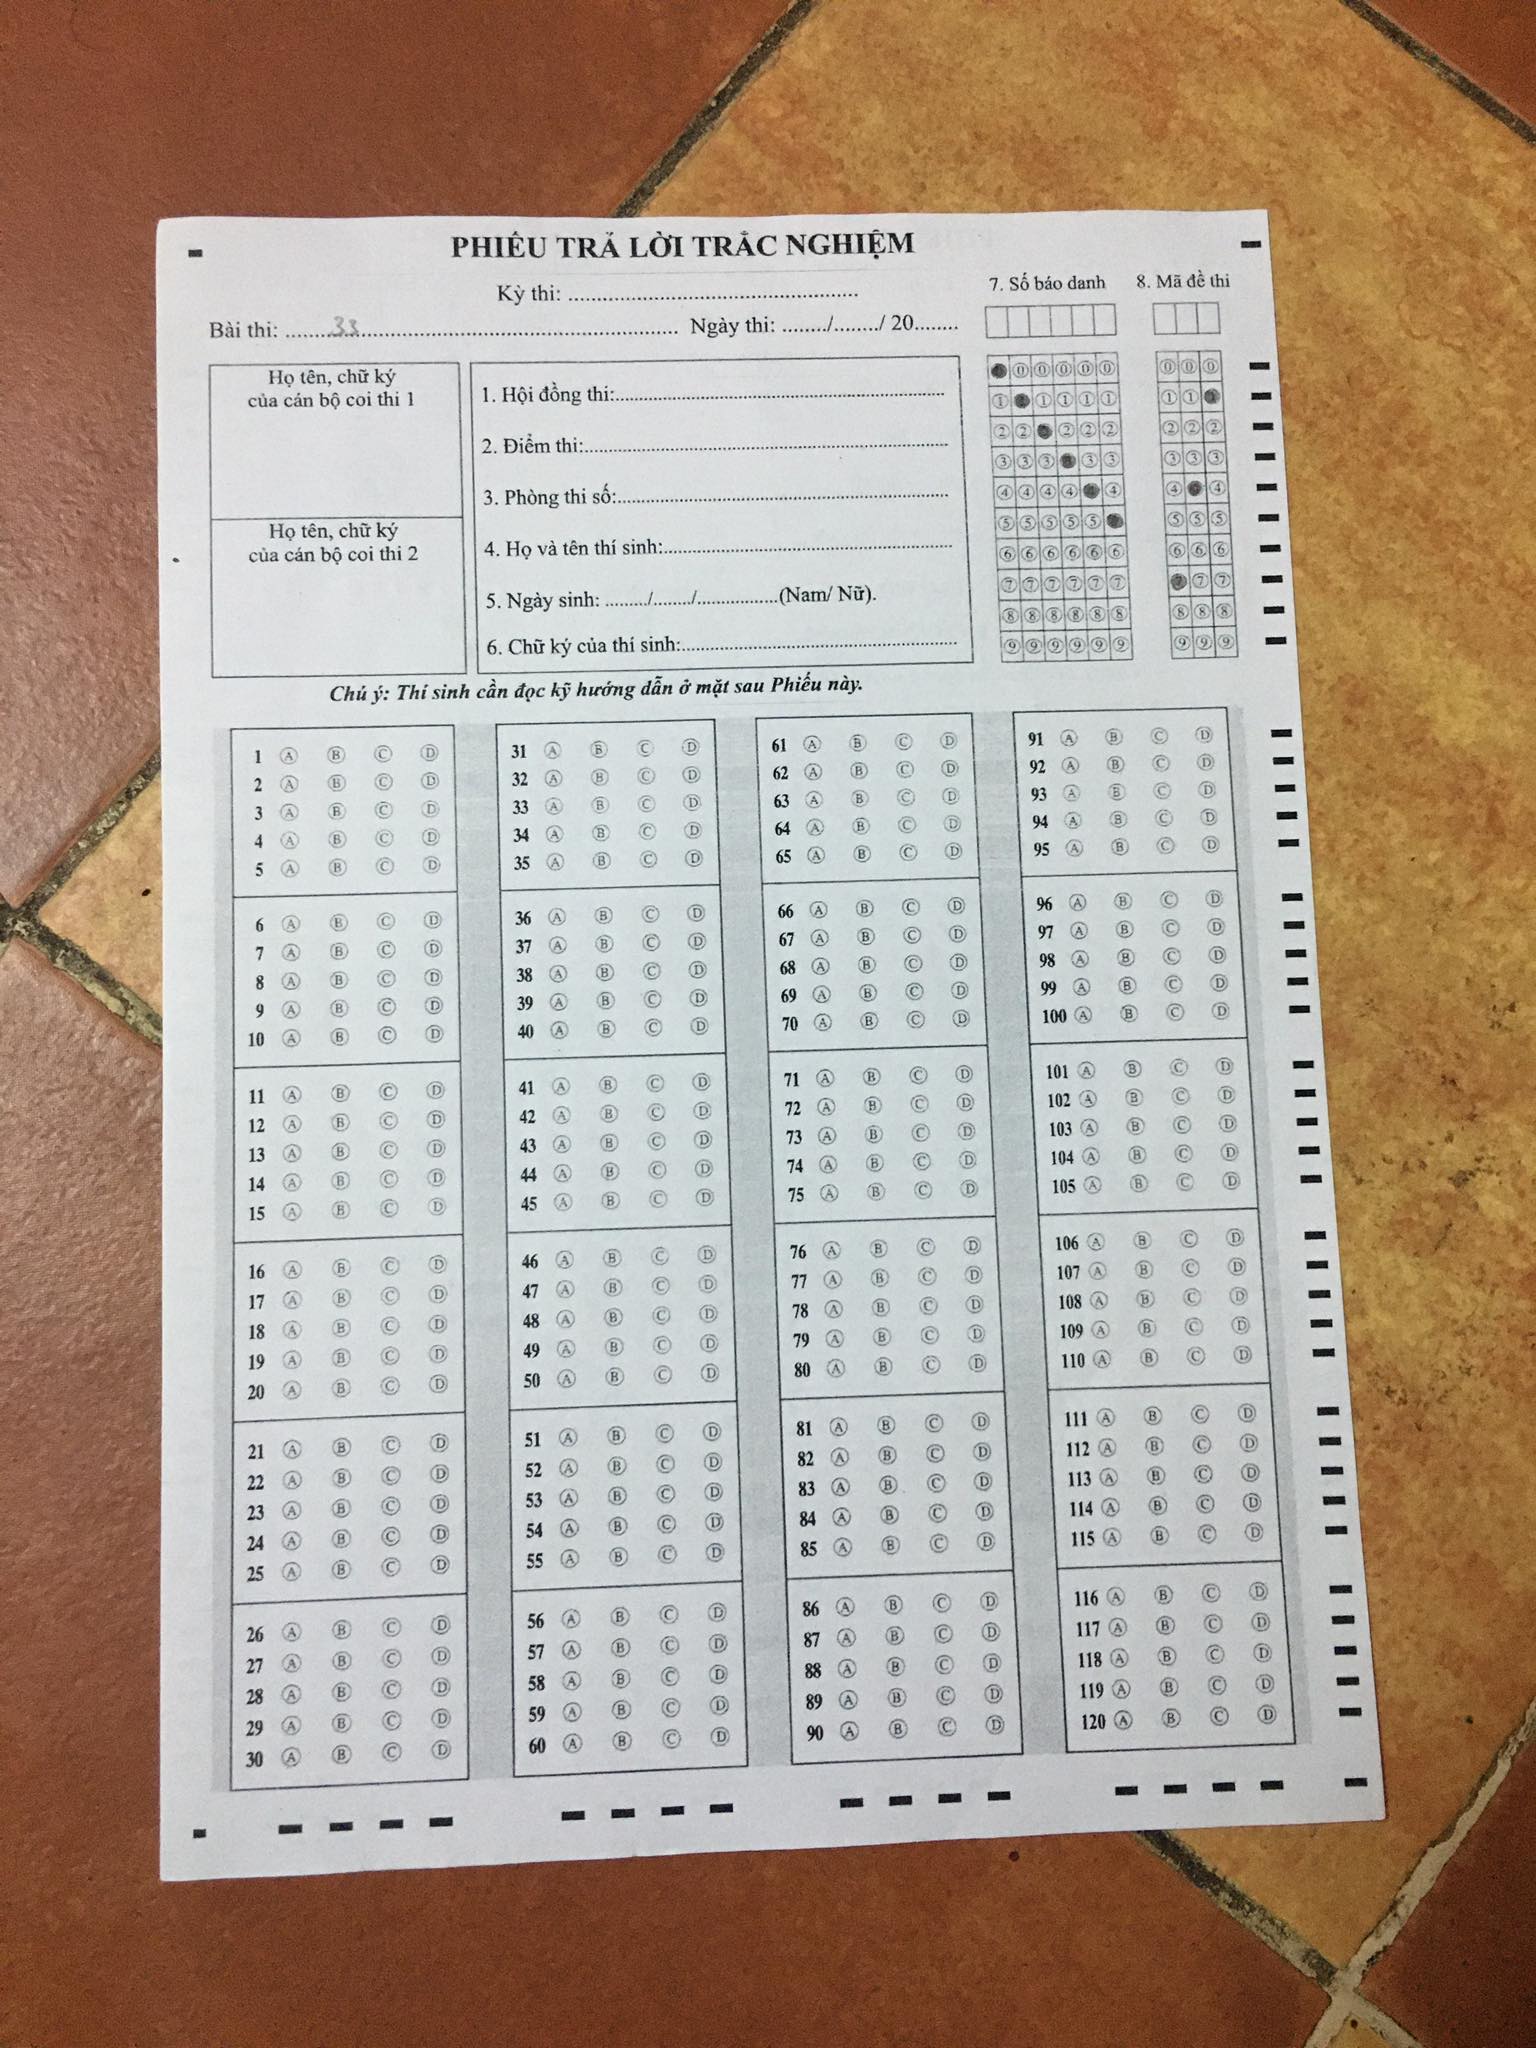 PHIẾU TRẢ LỜI TRẮC NGHIỆM
Kỳ thi: ....................................................
Bài thi: ........33.......................................................... Ngày thi: ......../......../ 20........
7. Số báo danh
8. Mã đề thi
Họ tên, chữ ký
của cán bộ coi thi 1
Họ tên, chữ ký
của cán bộ coi thi 2
1. Hội đồng thi:............................................................
2. Điểm thi:..................................................................
3. Phòng thi số:............................................................
4. Họ và tên thí sinh:....................................................
5. Ngày sinh: ......../......../................(Nam/ Nữ).
6. Chữ ký của thí sinh:..................................................
0 0 0 0 0
1 1 1 1 1
2 2 2 2 2
3 3 3 3 3
4 4 4 4 4
5 5 5 5 5
6 6 6 6 6 6
7 7 7 7 7 7
8 8 8 8 8 8
9 9 9 9 9 9
0 0 0
1 1
2 2 2
3 3 3
4 4
5 5 5
6 6 6
7 7
8 8 8
9 9 9
Chú ý: Thí sinh cần đọc kỹ hướng dẫn ở mặt sau Phiếu này.
1 A B C D
2 A B C D
3 A B C D
4 A B C D
5 A B C D
6 A B C D
7 A B C D
8 A B C D
9 A B C D
10 A B C D
11 A B C D
12 A B C D
13 A B C D
14 A B C D
15 A B C D
16 A B C D
17 A B C D
18 A B C D
19 A B C D
20 A B C D
21 A B C D
22 A B C D
23 A B C D
24 A B C D
25 A B C D
26 A B C D
27 A B C D
28 A B C D
29 A B C D
30 A B C D
31 A B C D
32 A B C D
33 A B C D
34 A B C D
35 A B C D
36 A B C D
37 A B C D
38 A B C D
39 A B C D
40 A B C D
41 A B C D
42 A B C D
43 A B C D
44 A B C D
45 A B C D
46 A B C D
47 A B C D
48 A B C D
49 A B C D
50 A B C D
51 A B C D
52 A B C D
53 A B C D
54 A B C D
55 A B C D
56 A B C D
57 A B C D
58 A B C D
59 A B C D
60 A B C D
61 A B C D
62 A B C D
63 A B C D
64 A B C D
65 A B C D
66 A B C D
67 A B C D
68 A B C D
69 A B C D
70 A B C D
71 A B C D
72 A B C D
73 A B C D
74 A B C D
75 A B C D
76 A B C D
77 A B C D
78 A B C D
79 A B C D
80 A B C D
81 A B C D
82 A B C D
83 A B C D
84 A B C D
85 A B C D
86 A B C D
87 A B C D
88 A B C D
89 A B C D
90 A B C D
91 A B C D
92 A B C D
93 A B C D
94 A B C D
95 A B C D
96 A B C D
97 A B C D
98 A B C D
99 A B C D
100 A B C D
101 A B C D
102 A B C D
103 A B C D
104 A B C D
105 A B C D
106 A B C D
107 A B C D
108 A B C D
109 A B C D
110 A B C D
111 A B C D
112 A B C D
113 A B C D
114 A B C D
115 A B C D
116 A B C D
117 A B C D
118 A B C D
119 A B C D
120 A B C D